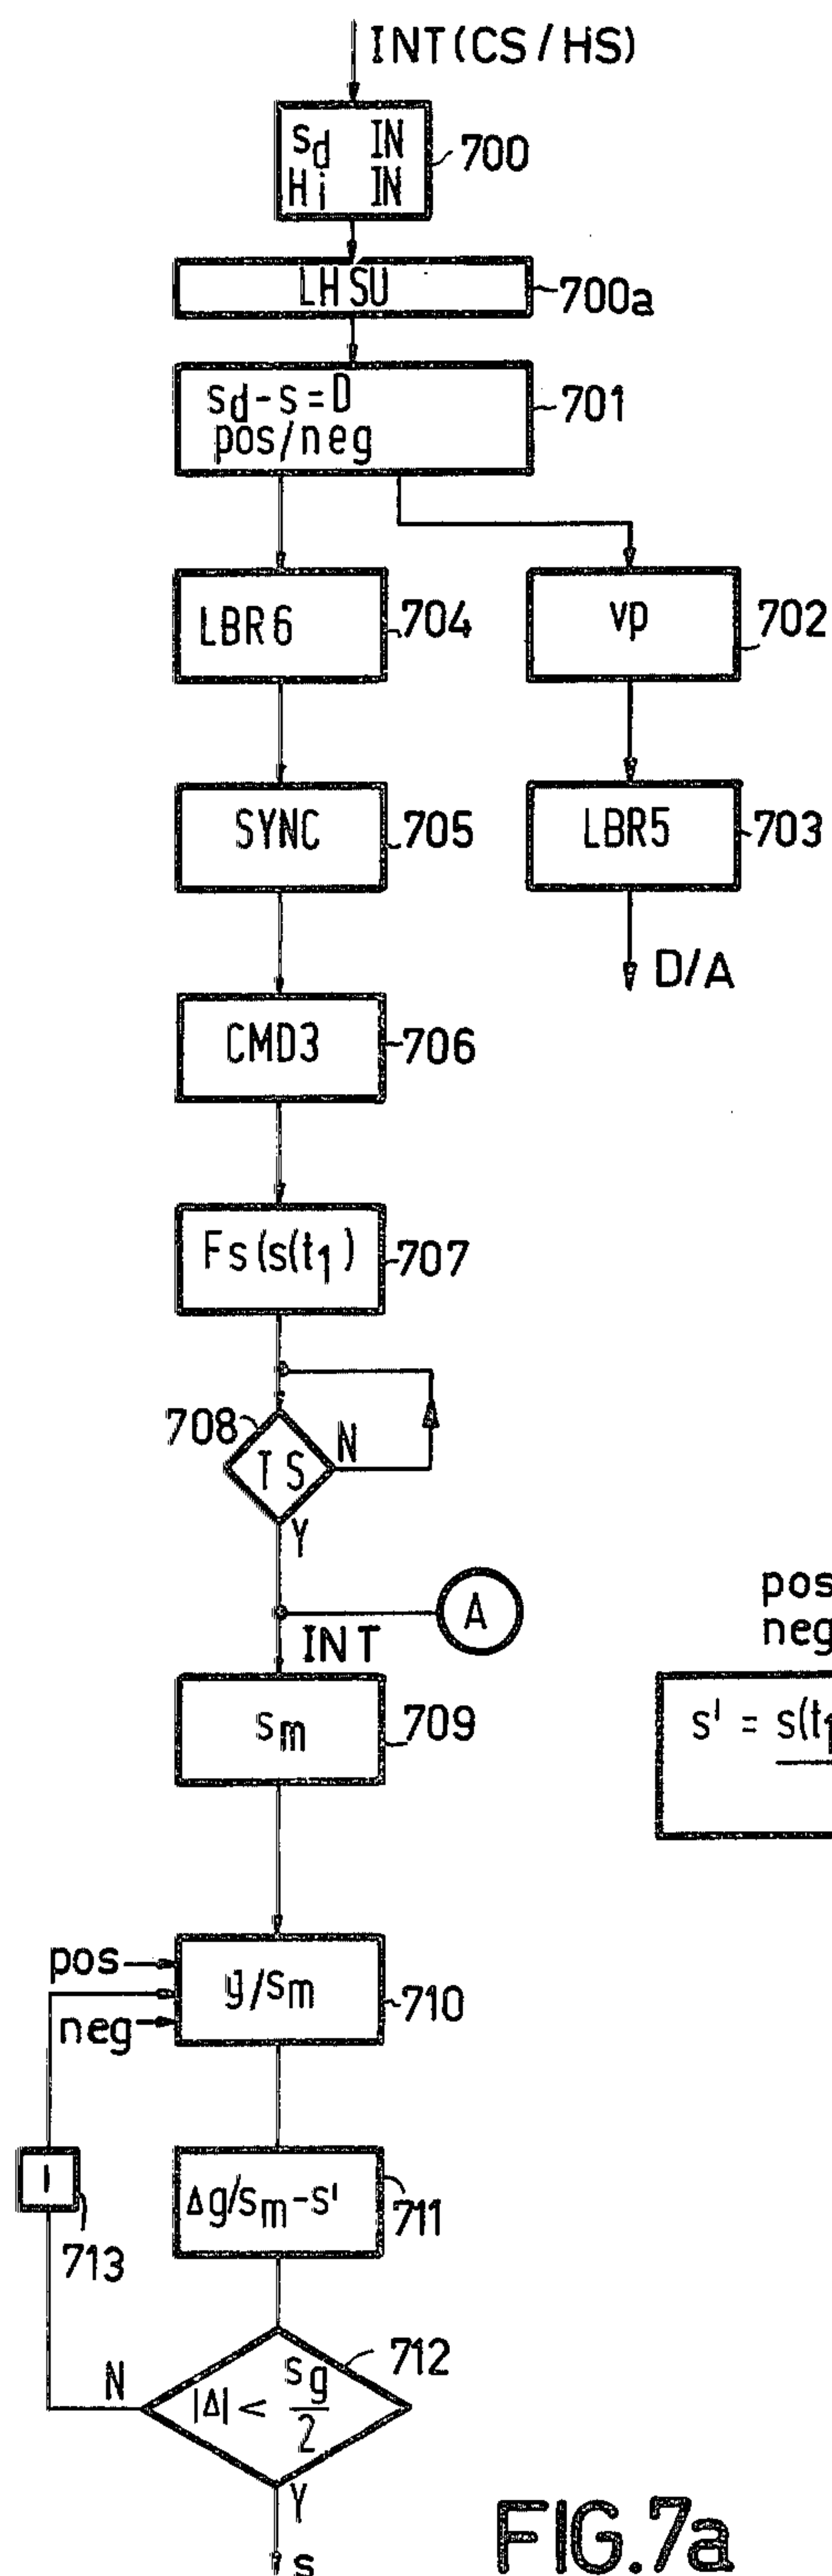 INT(CS/HS)
sd IN
Hi IN
700
LHSU
700a
sd-s=D
pos/neg
701
LBR6
704
vp
702
SYNC
705
LBR5
703
D/A
CMD3
706
Fs(s(t1)
707
708
TS
N
Y
A
INT
sm
709
pos
neg
s' = s(t1
pos
neg
y/sm
710
Δg/sm-s'
711
1
713
712
|Δ| < sg/2
N
Y
s
FIG.7a